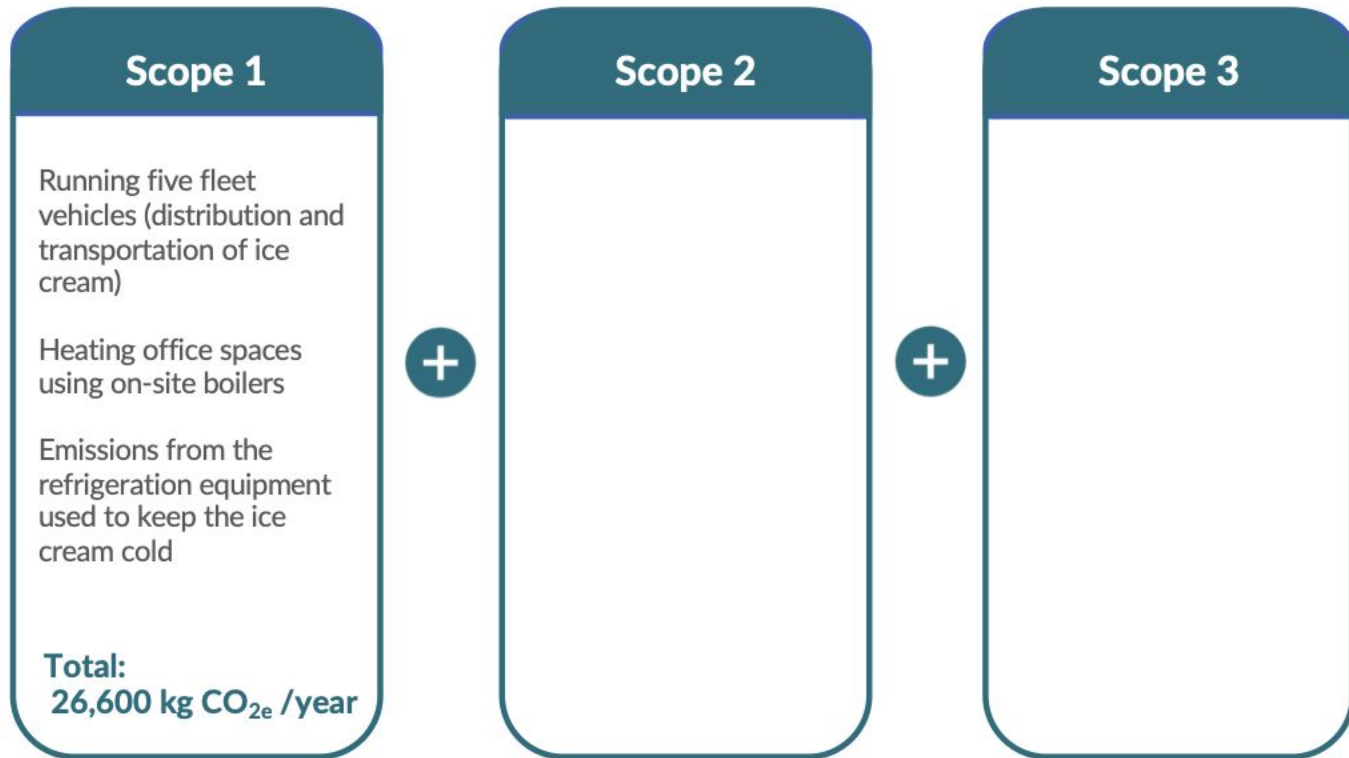 Scope 1
Running five fleet
vehicles (distribution and
transportation of ice
cream)
Heating office spaces
using on-site boilers
Emissions from the
refrigeration equipment
used to keep the ice
cream cold
Total:
26,600 kg CO2e /year
+
Scope 2
+
Scope 3